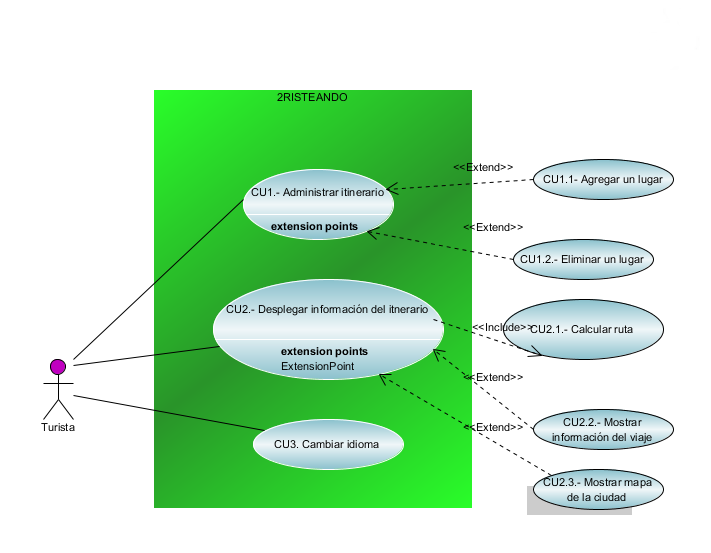 2RISTEANDO
<<Extend>>
CU1.1- Agregar un lugar
CU1.- Administrar itinerario
extension points
<<Extend>>
CU1.2.- Eliminar un lugar
CU2.- Desplegar información del itnerario
<<Include>>
CU2.1.- Calcular ruta
extension points
ExtensionPoint
<<Extend>>
CU2.2.- Mostrar
información del viaje
Turista
<<Extend>>
CU3. Cambiar idioma
CU2.3.- Mostrar mapa
de la ciudad